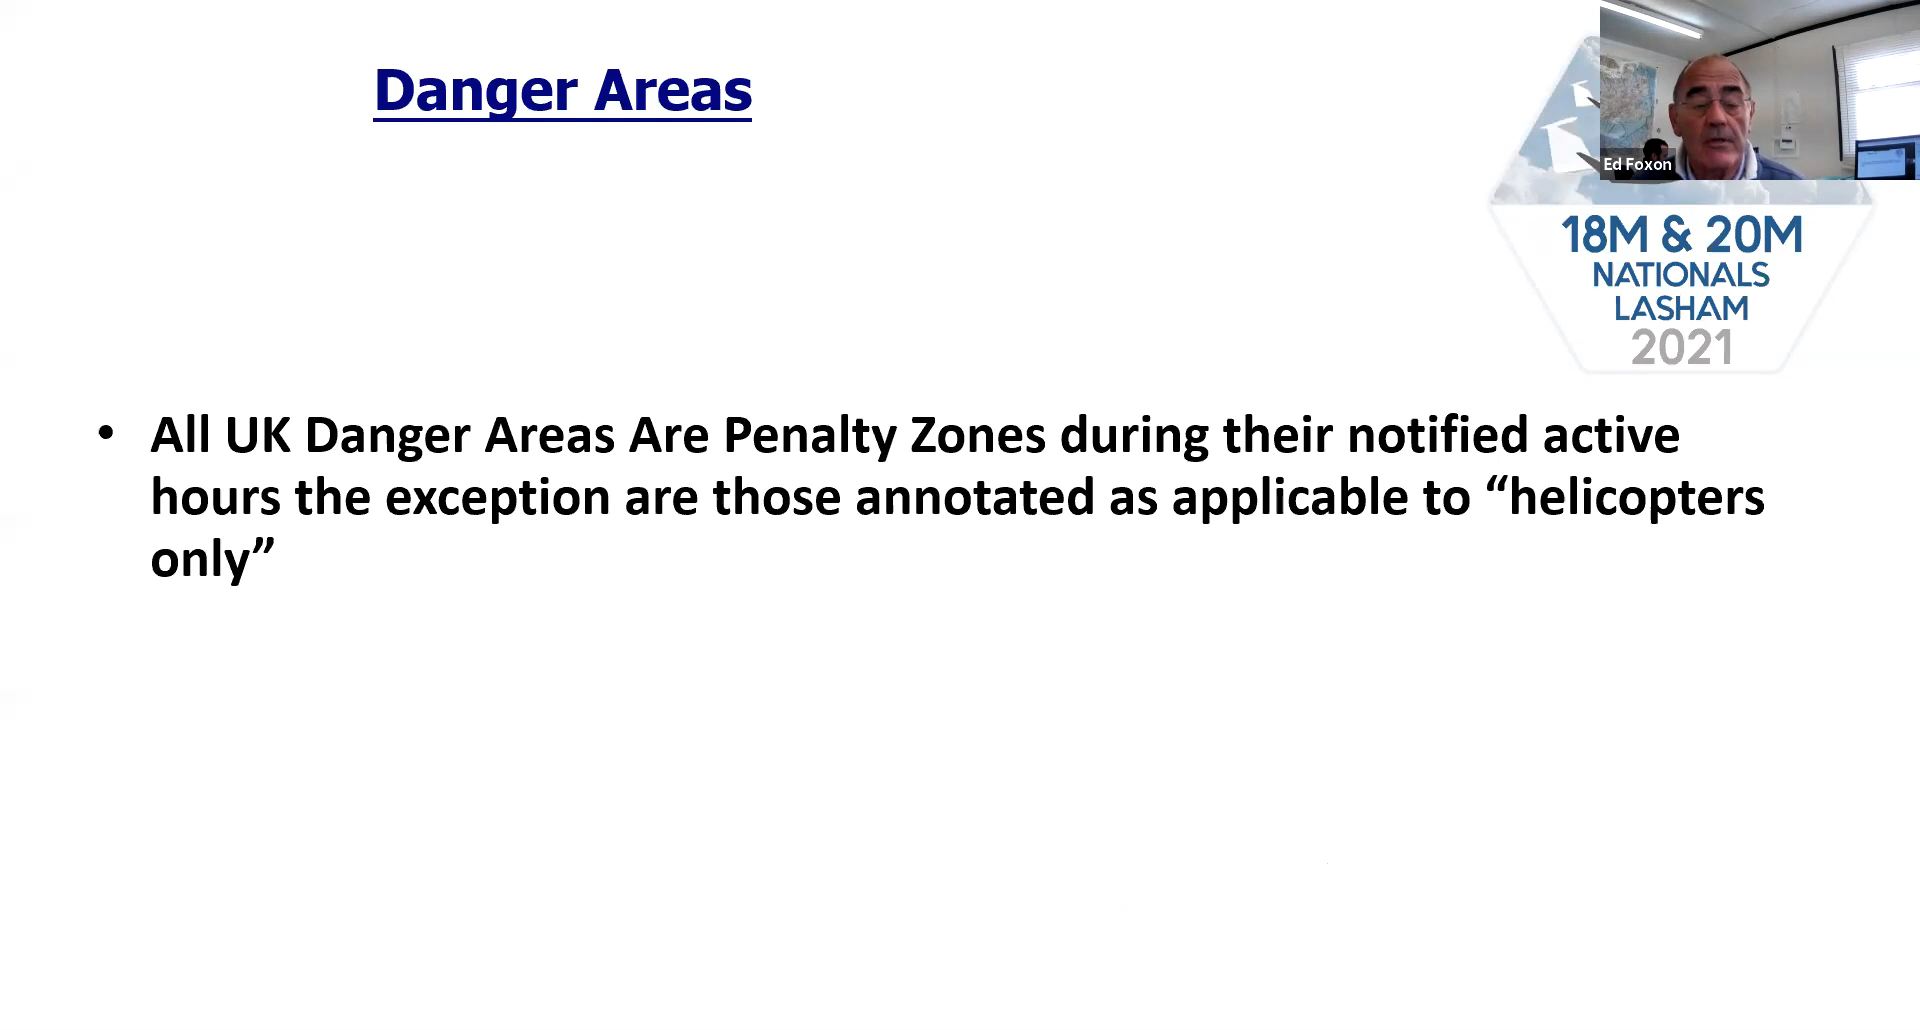 Danger Areas
Ed Foxon
18M & 20M
NATIONALS
LASHAM
2021
• All UK Danger Areas Are Penalty Zones during their notified active
hours the exception are those annotated as applicable to “helicopters
only”